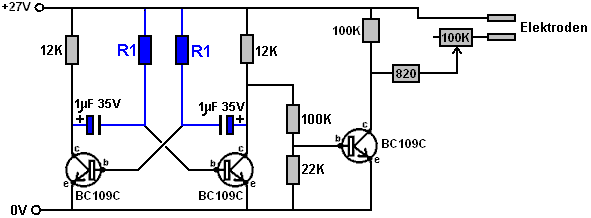 +27V
12K
R1
R1
12K
100K
100K
Elektroden
820
1µF 35V
1µF 35V
+
+
100K
c
b
e
BC109C
c
b
e
BC109C
22K
c
b
e
BC109C
0V